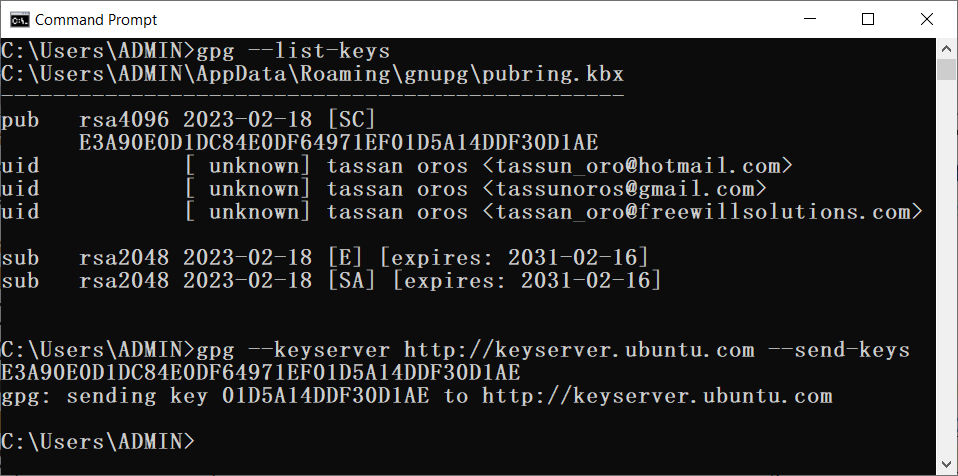 Command Prompt
C:\Users\ADMIN>gpg --list-keys
C:\Users\ADMIN\AppData\Roaming\gnupg\pubring.kbx
------------------------------------------------
pub   rsa4096 2023-02-18 [SC]
      E3A90E0D1DC84E0DF64971EF01D5A14DDF30D1AE
uid           [ unknown] tassan oros <tassun_oro@hotmail.com>
uid           [ unknown] tassan oros <tassunoros@gmail.com>
uid           [ unknown] tassan oros <tassan_oro@freewillsolutions.com>
sub   rsa2048 2023-02-18 [E] [expires: 2031-02-16]
sub   rsa2048 2023-02-18 [SA] [expires: 2031-02-16]
C:\Users\ADMIN>gpg --keyserver http://keyserver.ubuntu.com --send-keys
E3A90E0D1DC84E0DF64971EF01D5A14DDF30D1AE
gpg: sending key 01D5A14DDF30D1AE to http://keyserver.ubuntu.com
C:\Users\ADMIN>